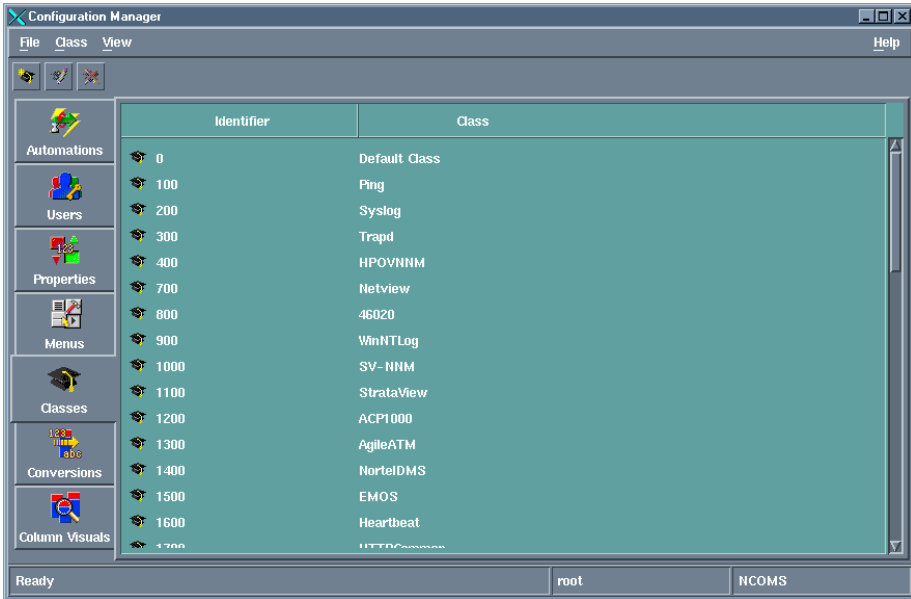 Configuration Manager
File Class View Help
Automations
Users
Properties
Menus
Classes
Conversions
Column Visuals
Identifier Class
0 Default Class
100 Ping
200 Syslog
300 Trapd
400 HPOVNNM
700 Netview
800 46020
900 WinNTLog
1000 SV-NNM
1100 StrataView
1200 ACP1000
1300 AgileATM
1400 NortelDMS
1500 EMOS
1600 Heartbeat
1700 HTTPCommon
Ready root NCOMS